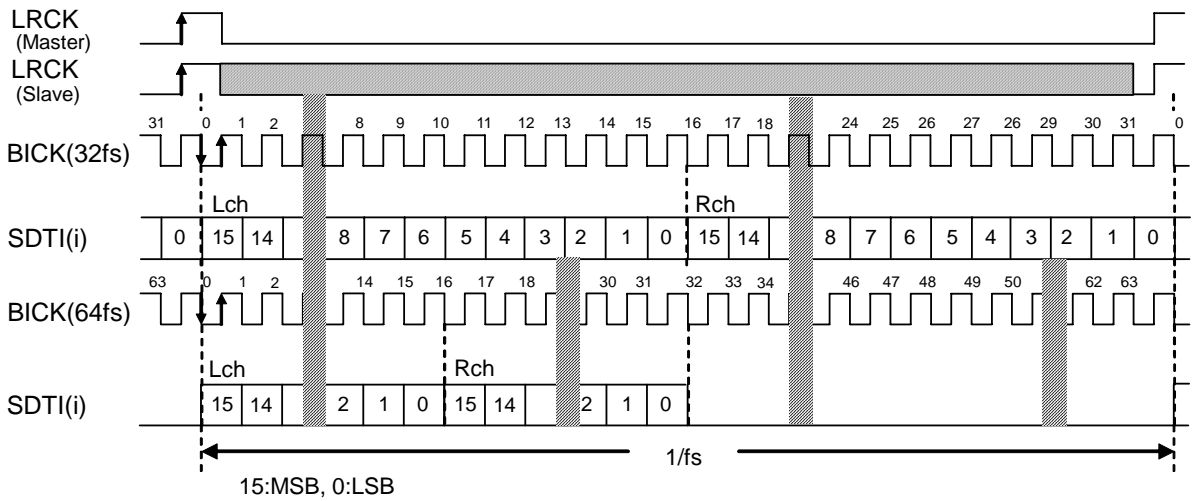 LRCK
(Master)
LRCK
(Slave)
31 0 1 2 8 9 10 11 12 13 14 15 16 17 18 24 25 26 27 26 29 30 31 0
BICK(32fs)
Lch Rch
SDTI(i) 0 15 14 8 7 6 5 4 3 2 1 0 15 14 8 7 6 5 4 3 2 1 0
63 0 1 2 14 15 16 17 18 30 31 32 33 34 46 47 48 49 50 62 63 0
BICK(64fs)
Lch Rch
SDTI(i) 15 14 2 1 0 15 14 2 1 0
1/fs
15:MSB, 0:LSB